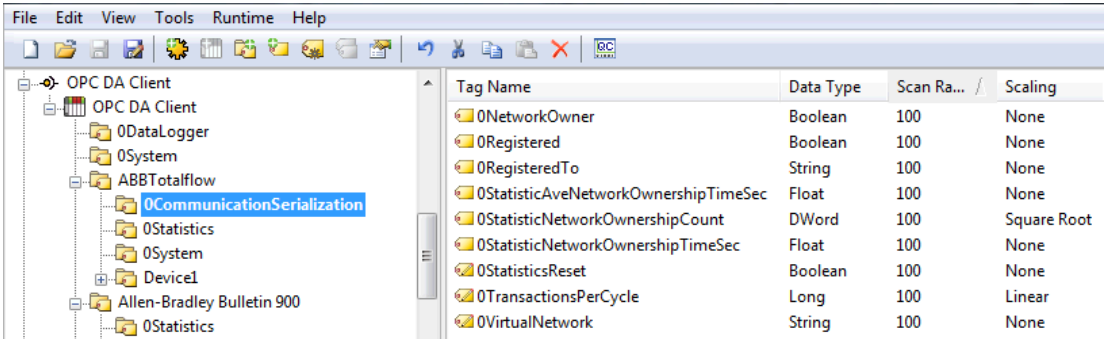 File Edit View Tools Runtime Help
QC
OPC DA Client
OPC DA Client
0DataLogger
0System
ABBTotalflow
0CommunicationSerialization
0Statistics
0System
Device1
Allen-Bradley Bulletin 900
0Statistics
Tag Name Data Type Scan Ra... Scaling
0NetworkOwner Boolean 100 None
0Registered Boolean 100 None
0RegisteredTo String 100 None
0StatisticAveNetworkOwnershipTimeSec Float 100 None
0StatisticNetworkOwnershipCount DWord 100 Square Root
0StatisticNetworkOwnershipTimeSec Float 100 None
0StatisticsReset Boolean 100 None
0TransactionsPerCycle Long 100 Linear
0VirtualNetwork String 100 None